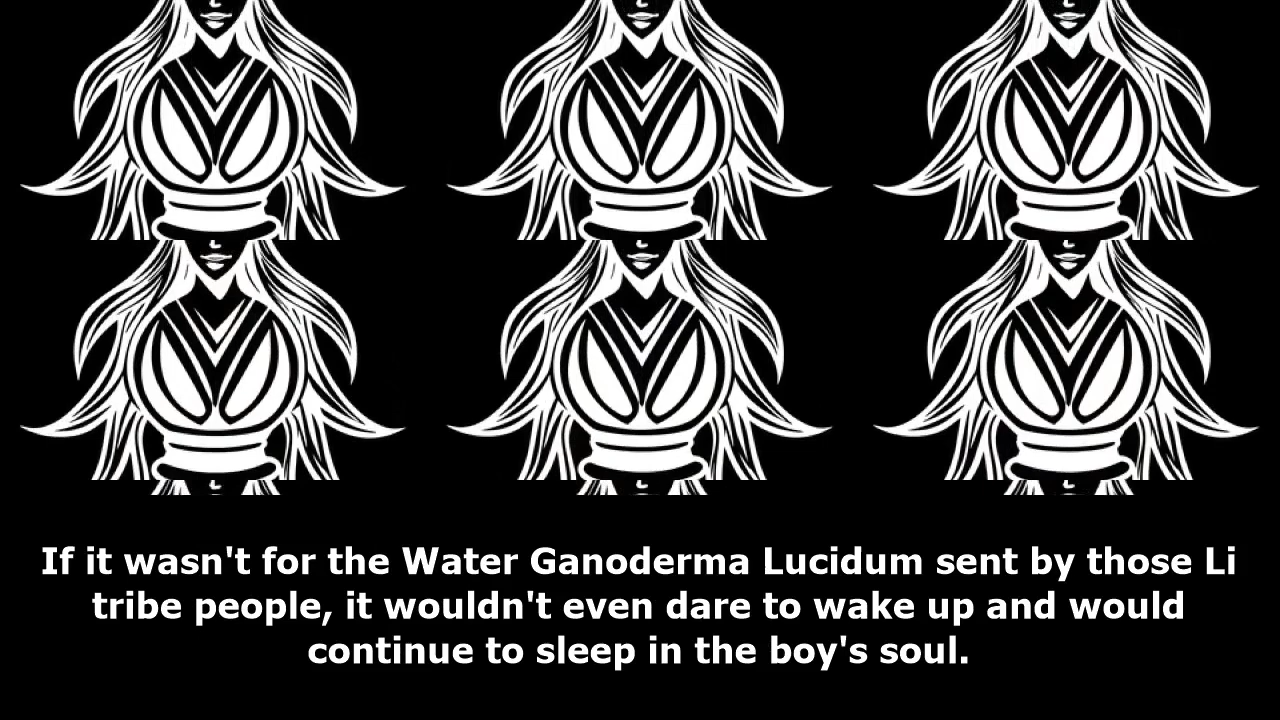 If it wasn't for the Water Ganoderma Lucidum sent by those Li
tribe people, it wouldn't even dare to wake up and would
continue to sleep in the boy's soul.